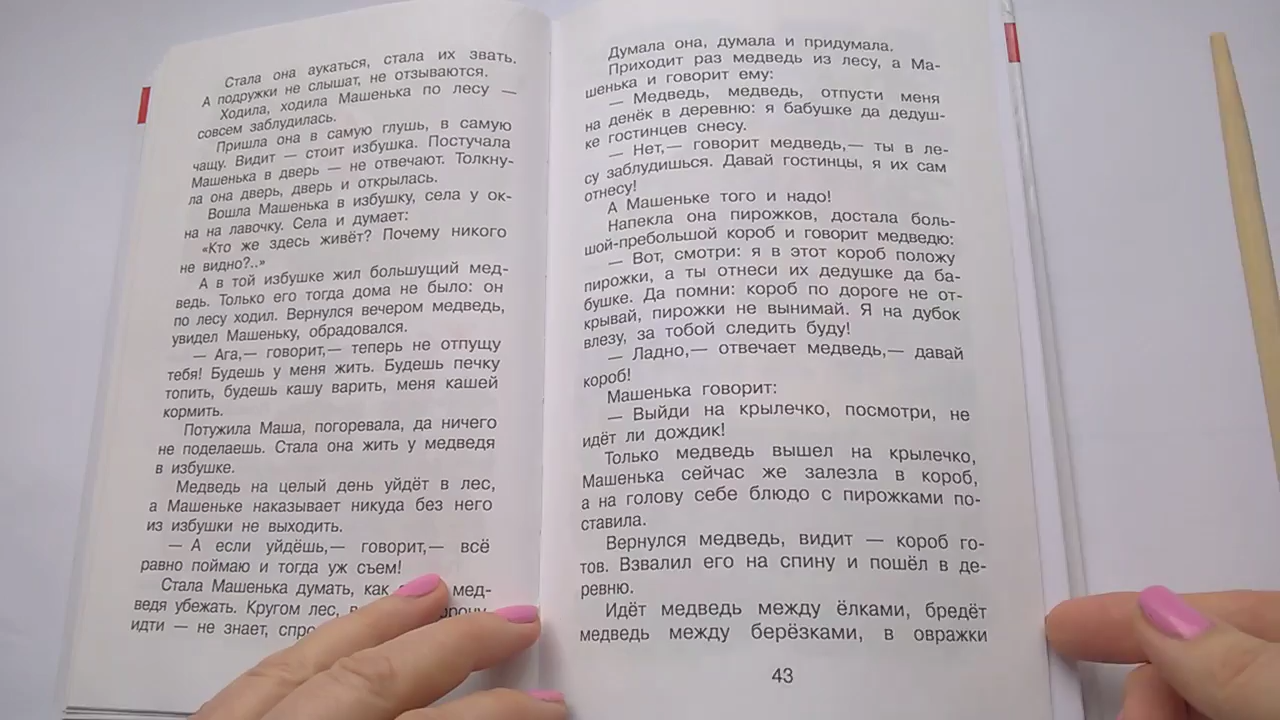 Стала она аукаться, стала их звать.
А подружки не слышат, не отзываются.
Ходила, ходила Машенька по лесу —
совсем заблудилась.
Пришла она в самую глушь, в самую
чащу. Видит — стоит избушка. Постучала
Машенька в дверь — не отвечают. Толкну-
ла она дверь, дверь и открылась.
Вошла Машенька в избушку, села у ок-
на на лавочку. Села и думает:
«Кто же здесь живёт? Почему никого
не видно?..»
А в той избушке жил большущий мед-
ведь. Только его тогда дома не было: он
по лесу ходил. Вернулся вечером медведь,
увидел Машеньку, обрадовался.
— Ага,— говорит,— теперь не отпущу
тебя! Будешь у меня жить. Будешь печку
топить, будешь кашу варить, меня кашей
кормить.
Потужила Маша, погоревала, да ничего
не поделаешь. Стала она жить у медведя
в избушке.
Медведь на целый день уйдёт в лес,
а Машеньке наказывает никуда без него
из избушки не выходить.
— А если уйдёшь,— говорит,— всё
равно поймаю и тогда уж съем!
Стала Машенька думать, как мед-
ведя убежать. Кругом лес, в
идти — не знает,
Думала она, думала и придумала.
Приходит раз медведь из лесу, а Ма-
шенька и говорит ему:
— Медведь, медведь, отпусти меня
на денёк в деревню: я бабушке да дедуш-
ке гостинцев снесу.
— Нет,— говорит медведь,— ты в ле-
су заблудишься. Давай гостинцы, я их сам
отнесу!
А Машеньке того и надо!
Напекла она пирожков, достала боль-
шой-пребольшой короб и говорит медведю:
— Вот, смотри: я в этот короб положу
пирожки, а ты отнеси их дедушке да ба-
бушке. Да помни: короб по дороге не от-
крывай, пирожки не вынимай. Я на дубок
влезу, за тобой следить буду!
— Ладно,— отвечает медведь,— давай
короб!
Машенька говорит:
— Выйди на крылечко, посмотри, не
идёт ли дождик!
Только медведь вышел на крылечко,
Машенька сейчас же залезла в короб,
а на голову себе блюдо с пирожками по-
ставила.
Вернулся медведь, видит — короб го-
тов. Взвалил его на спину и пошёл в де-
ревню.
Идёт медведь между ёлками, бредёт
медведь между берёзками, в овражки
43